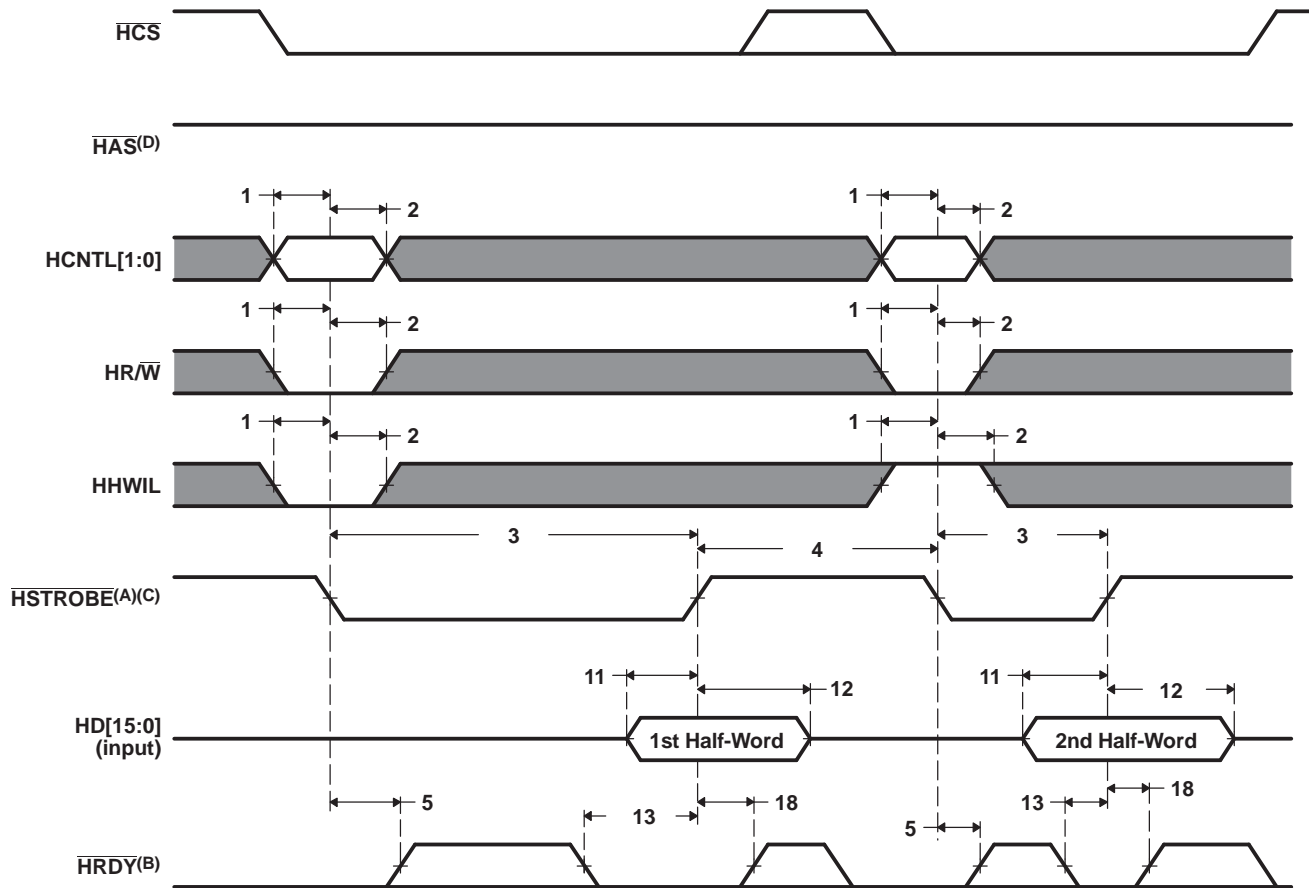 HCS
HAS(D)
1
2
1
2
HCNTL[1:0]
1
2
1
2
HR/W
1
2
1
2
HHWIL
3
4
3
HSTROBE(A)(C)
11
12
11
12
HD[15:0]
(input)
1st Half-Word
2nd Half-Word
5
13
18
5
13
18
HRDY(B)